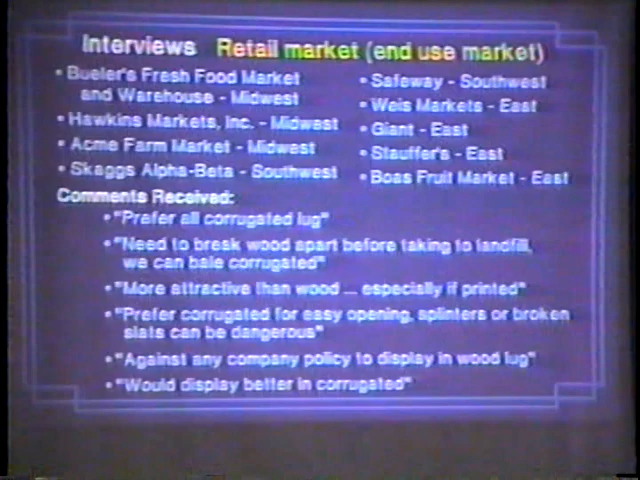 Interviews Retail market (end use market)
• Bueler's Fresh Food Market
and Warehouse - Midwest
• Hawkins Markets, Inc. - Midwest
• Acme Farm Market - Midwest
• Skaggs Alpha-Beta - Southwest
• Safeway - Southwest
• Weis Markets - East
• Giant - East
• Stauffer's - East
• Boas Fruit Market - East
Comments Received:
• "Prefer all corrugated lug"
• "Need to break wood apart before taking to landfill,
we can bale corrugated"
• "More attractive than wood ... especially if printed"
• "Prefer corrugated for easy opening, splinters or broken
slats can be dangerous"
• "Against any company policy to display in wood lug"
• "Would display better in corrugated"